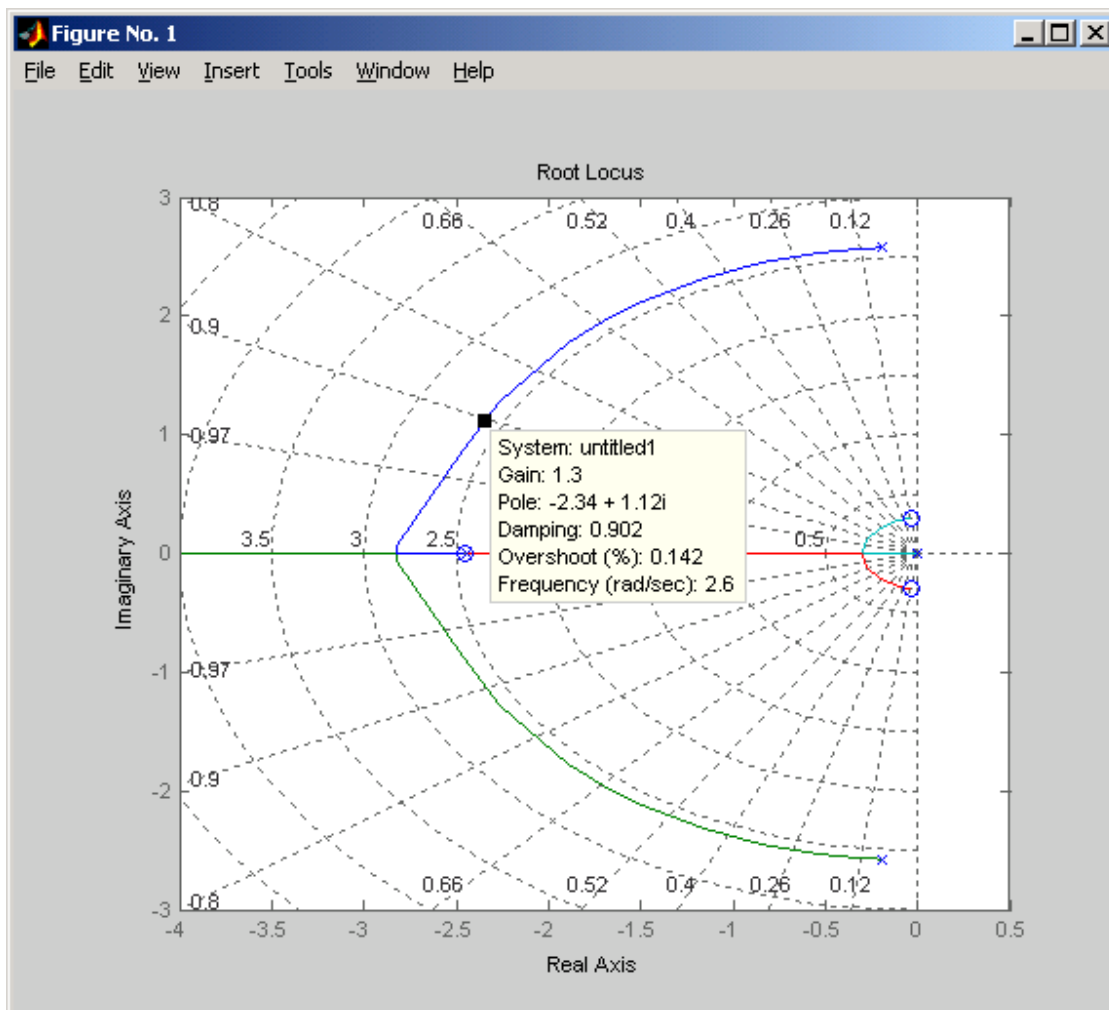 Figure No. 1
File Edit View Insert Tools Window Help
Root Locus
3
2
1
0
-1
-2
-3
Imaginary Axis
0.8
0.66
0.52
0.4
0.26
0.12
0.9
0.97
3.5
3
2.5
0.5
System: untitled1
Gain: 1.3
Pole: -2.34 + 1.12i
Damping: 0.902
Overshoot (%): 0.142
Frequency (rad/sec): 2.6
0.97
0.9
0.8
0.66
0.52
0.4
0.26
0.12
-4 -3.5 -3 -2.5 -2 -1.5 -1 -0.5 0 0.5
Real Axis